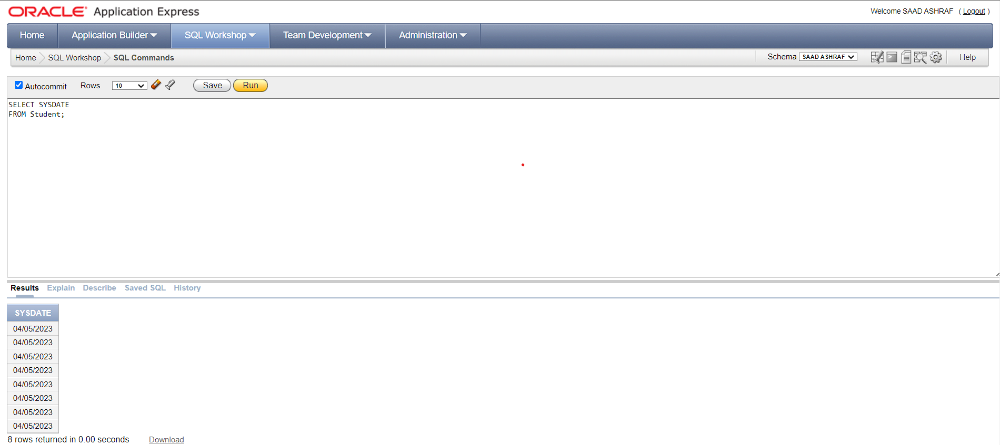 ORACLE® Application Express
Welcome SAAD ASHRAF ( Logout )
Home Application Builder SQL Workshop Team Development Administration
Home SQL Workshop SQL Commands Schema SAAD ASHRAF Help
Autocommit Rows 10 Save Run
SELECT SYSDATE
FROM Student;
Results Explain Describe Saved SQL History
SYSDATE
04/05/2023
04/05/2023
04/05/2023
04/05/2023
04/05/2023
04/05/2023
04/05/2023
04/05/2023
8 rows returned in 0.00 seconds Download